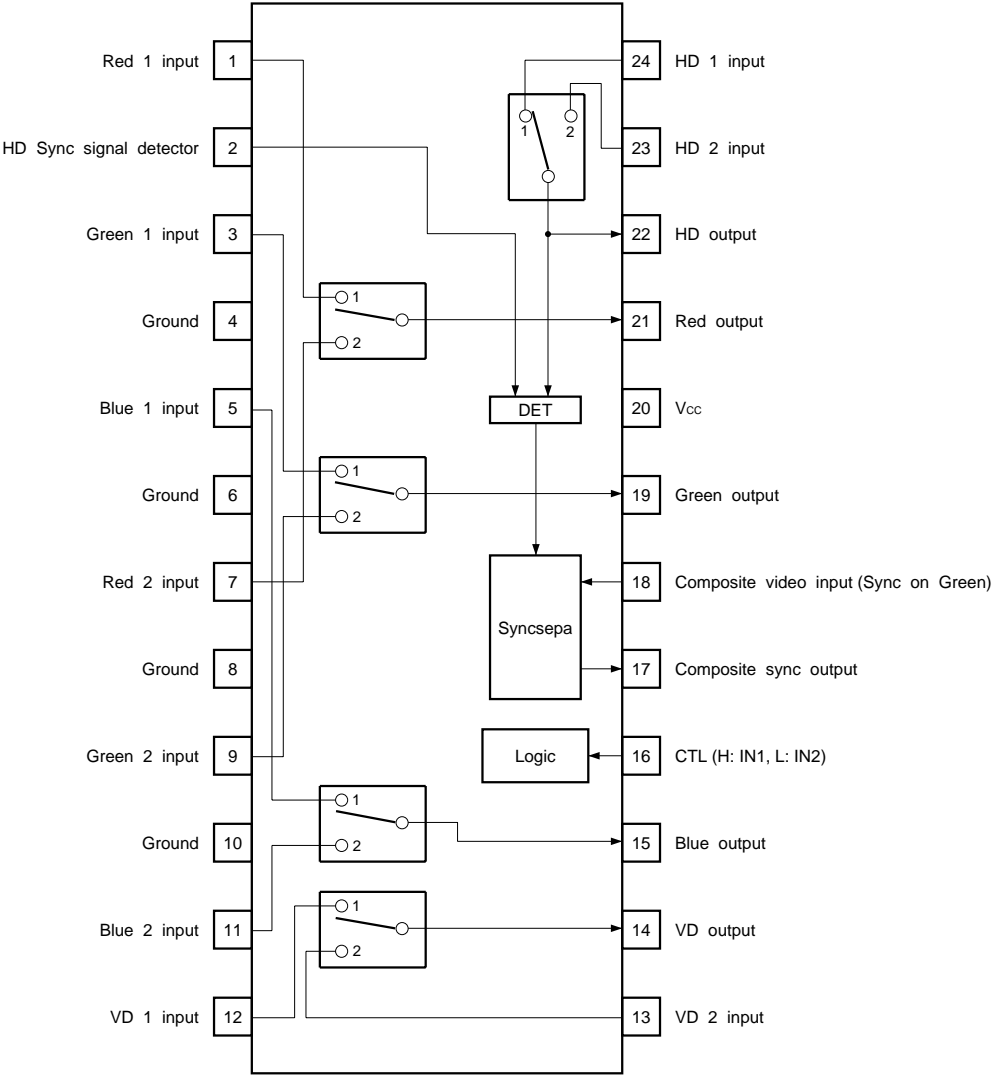 Red 1 input 1
HD Sync signal detector 2
Green 1 input 3
Ground 4
Blue 1 input 5
Ground 6
Red 2 input 7
Ground 8
Green 2 input 9
Ground 10
Blue 2 input 11
VD 1 input 12
1 2
1
2
1
2
1
2
1
2
DET
Syncsepa
Logic
24 HD 1 input
23 HD 2 input
22 HD output
21 Red output
20 Vcc
19 Green output
18 Composite video input (Sync on Green)
17 Composite sync output
16 CTL (H: IN1, L: IN2)
15 Blue output
14 VD output
13 VD 2 input